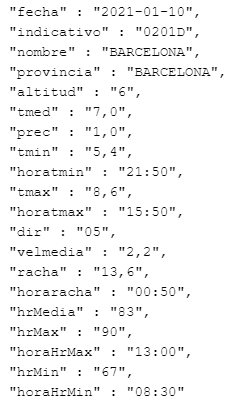 "fecha" : "2021-01-10",
"indicativo" : "0201D",
"nombre" : "BARCELONA",
"provincia" : "BARCELONA",
"altitud" : "6",
"tmed" : "7,0",
"prec" : "1,0",
"tmin" : "5,4",
"horatmin" : "21:50",
"tmax" : "8,6",
"horatmax" : "15:50",
"dir" : "05",
"velmedia" : "2,2",
"racha" : "13,6",
"horaracha" : "00:50",
"hrMedia" : "83",
"hrMax" : "90",
"horaHrMax" : "13:00",
"hrMin" : "67",
"horaHrMin" : "08:30"